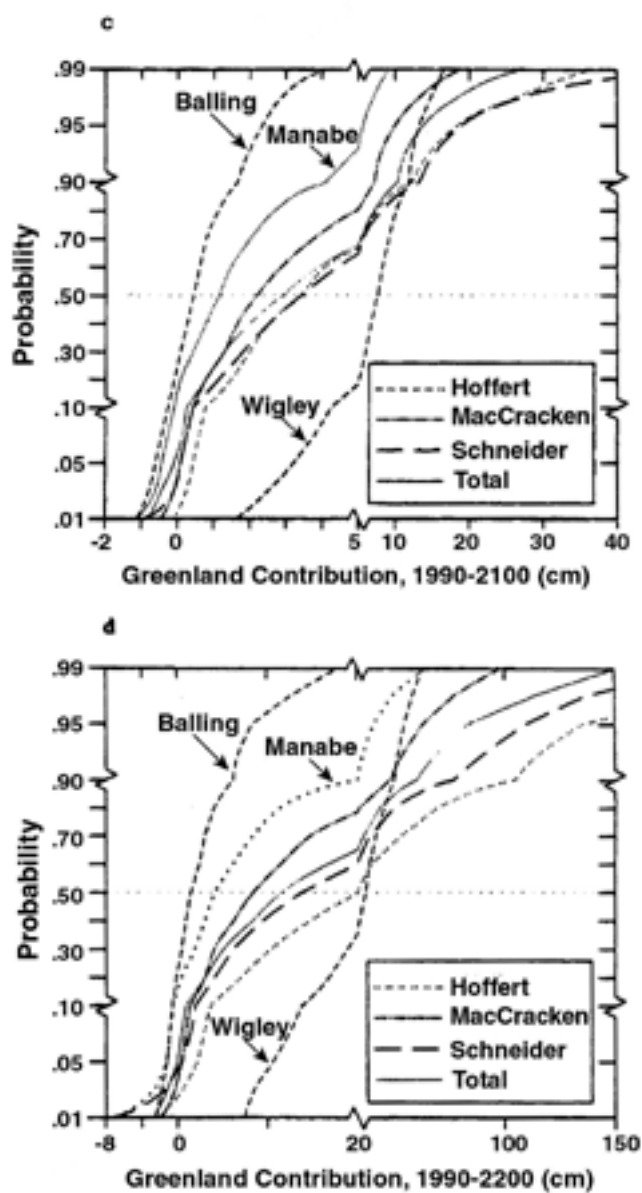 c
.99
.95
.90
.70
.50
.30
.10
.05
.01
Probability
Balling
Manabe
Wigley
Hoffert
MacCracken
Schneider
Total
-2 0 5 10 20 30 40
Greenland Contribution, 1990-2100 (cm)
d
.99
.95
.90
.70
.50
.30
.10
.05
.01
Probability
Balling
Manabe
Wigley
Hoffert
MacCracken
Schneider
Total
-8 0 20 100 150
Greenland Contribution, 1990-2200 (cm)